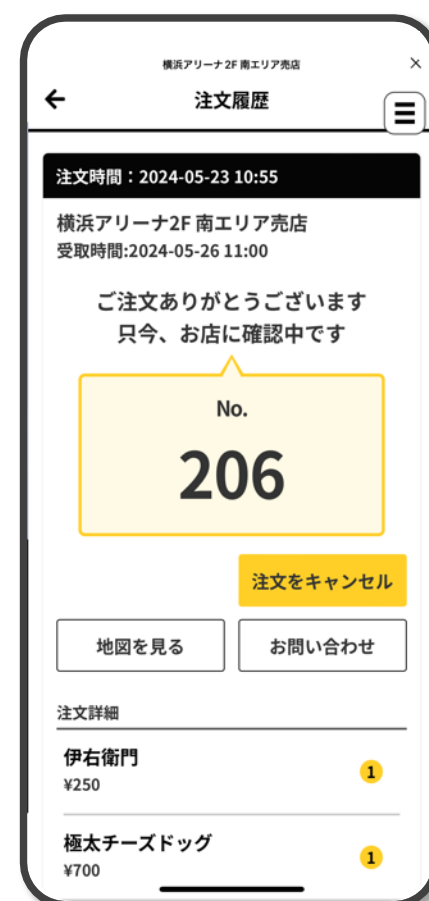 横浜アリーナ 2F 南エリア売店
注文履歴
注文時間：2024-05-23 10:55
横浜アリーナ2F 南エリア売店
受取時間:2024-05-26 11:00
ご注文ありがとうございます
只今、お店に確認中です
No.
206
注文をキャンセル
地図を見る
お問い合わせ
注文詳細
伊右衛門
¥250
1
極太チーズドッグ
¥700
1